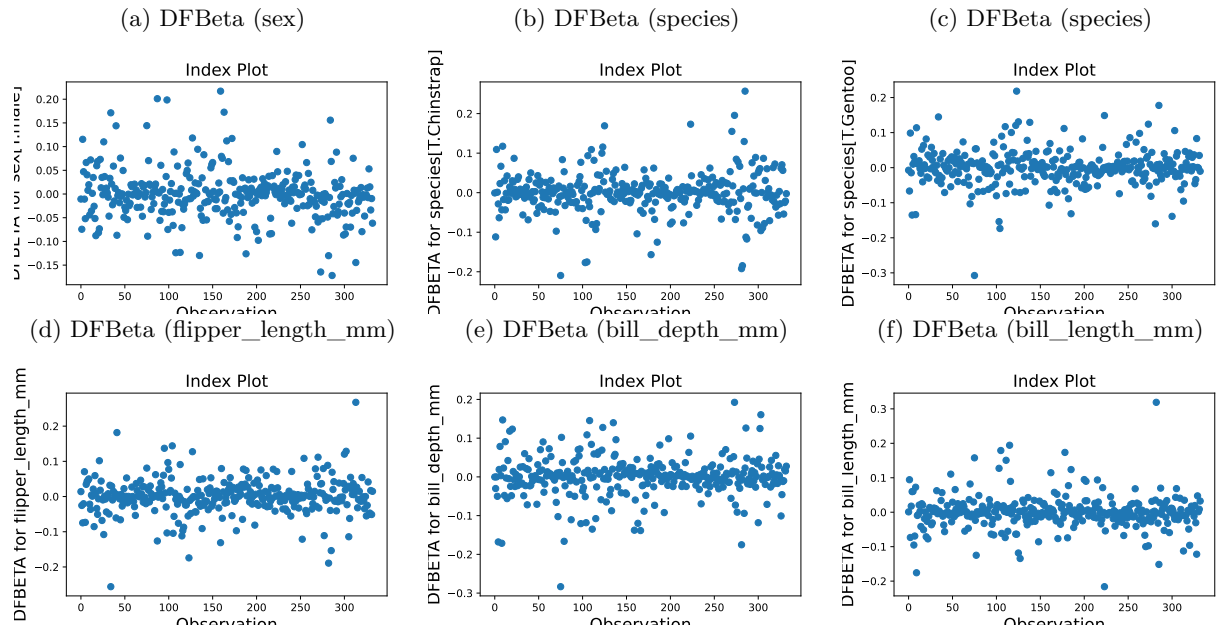 (a) DFBeta (sex)
(b) DFBeta (species)
(c) DFBeta (species)
Index Plot
Index Plot
Index Plot
DFBETA for sex[T.male]
0.20
0.15
0.10
0.05
0.00
−0.05
−0.10
−0.15
0 50 100 150 200 250 300
Observation
DFBETA for species[T.Chinstrap]
0.2
0.1
0.0
−0.1
−0.2
0 50 100 150 200 250 300
Observation
DFBETA for species[T.Gentoo]
0.2
0.1
0.0
−0.1
−0.2
−0.3
0 50 100 150 200 250 300
Observation
(d) DFBeta (flipper_length_mm)
(e) DFBeta (bill_depth_mm)
(f) DFBeta (bill_length_mm)
Index Plot
Index Plot
Index Plot
DFBETA for flipper_length_mm
0.2
0.1
0.0
−0.1
−0.2
0 50 100 150 200 250 300
Observation
DFBETA for bill_depth_mm
0.2
0.1
0.0
−0.1
−0.2
−0.3
0 50 100 150 200 250 300
Observation
DFBETA for bill_length_mm
0.3
0.2
0.1
0.0
−0.1
−0.2
0 50 100 150 200 250 300
Observation